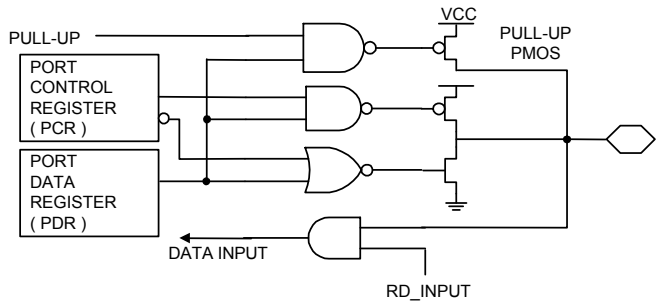 VCC
PULL-UP
PULL-UP
PMOS
PORT
CONTROL
REGISTER
( PCR )
PORT
DATA
REGISTER
( PDR )
DATA INPUT
RD_INPUT